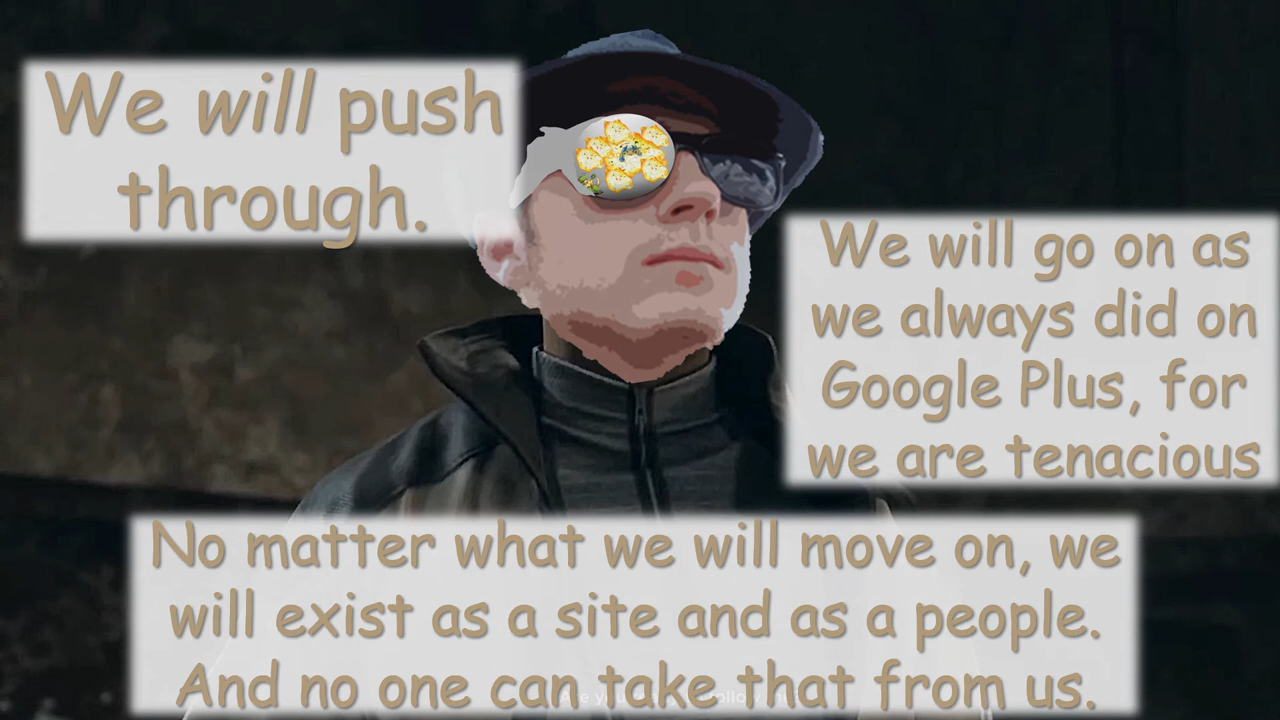 We will push
through.
We will go on as
we always did on
Google Plus, for
we are tenacious
No matter what we will move on, we
will exist as a site and as a people.
And no one can take that from us.